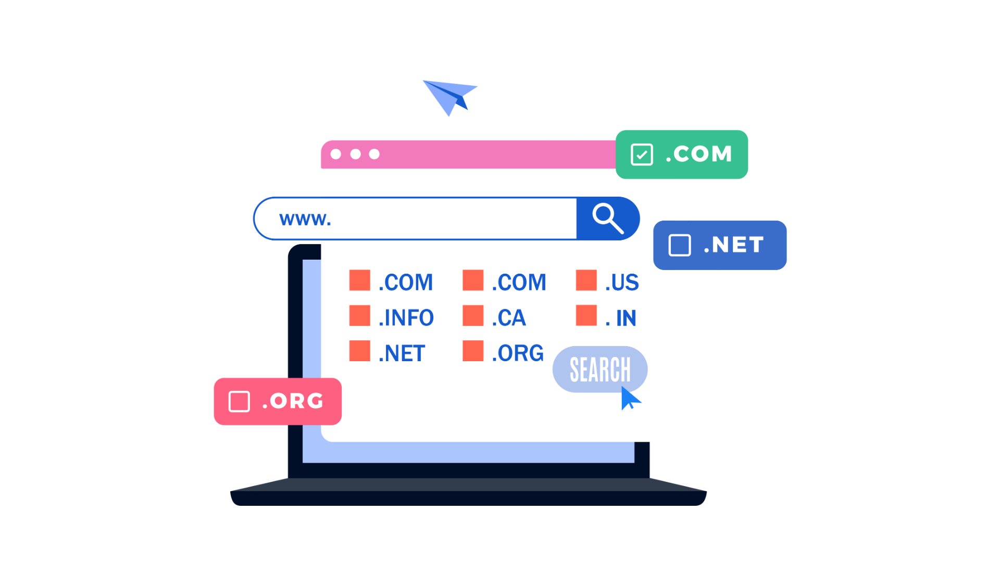 .COM
www.
.NET
.COM .COM .US
.INFO .CA . IN
.NET .ORG
SEARCH
.ORG